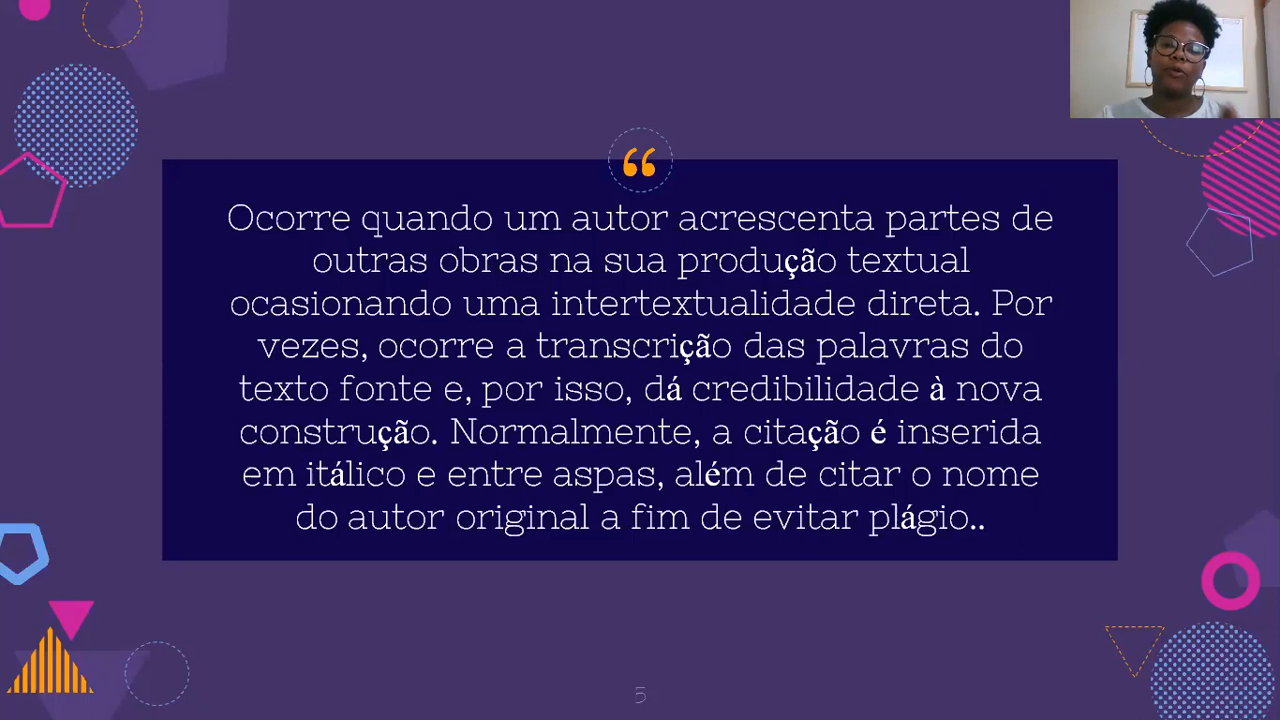 “
Ocorre quando um autor acrescenta partes de
outras obras na sua produção textual
ocasionando uma intertextualidade direta. Por
vezes, ocorre a transcrição das palavras do
texto fonte e, por isso, dá credibilidade à nova
construção. Normalmente, a citação é inserida
em itálico e entre aspas, além de citar o nome
do autor original a fim de evitar plágio..
5